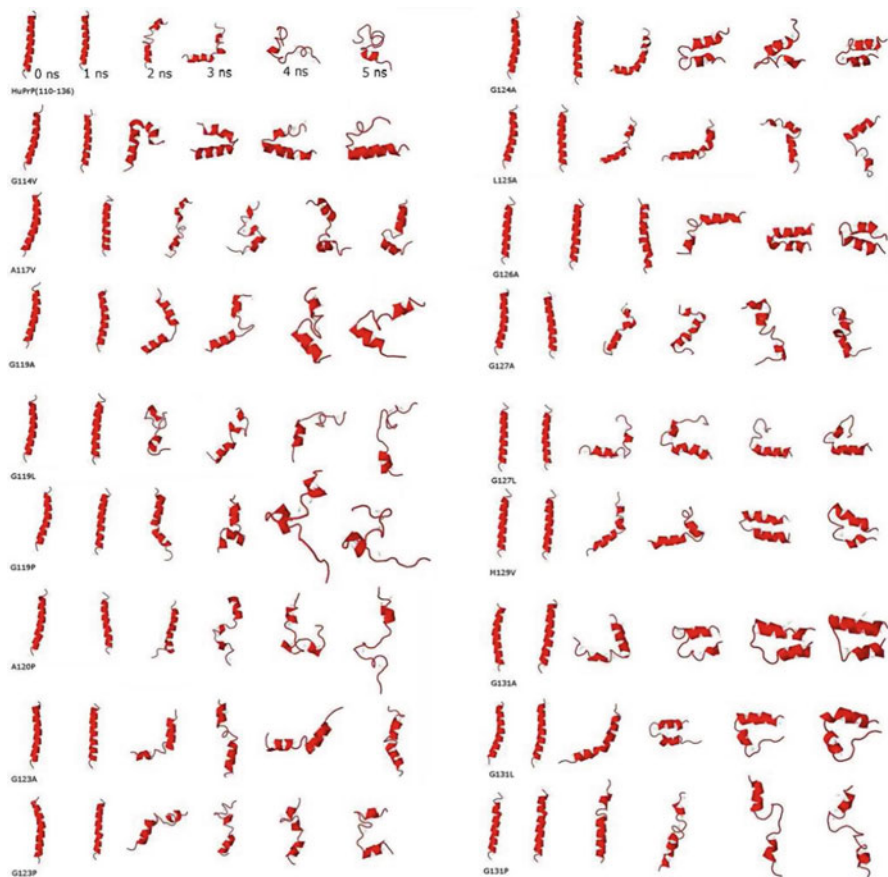 0 ns 1 ns 2 ns 3 ns 4 ns 5 ns
HuPrP(110-136)
G114V
A117V
G119A
G119L
G119P
A120P
G123A
G123P
G124A
L125A
G126A
G127A
G127L
M129V
G131A
G131L
G131P